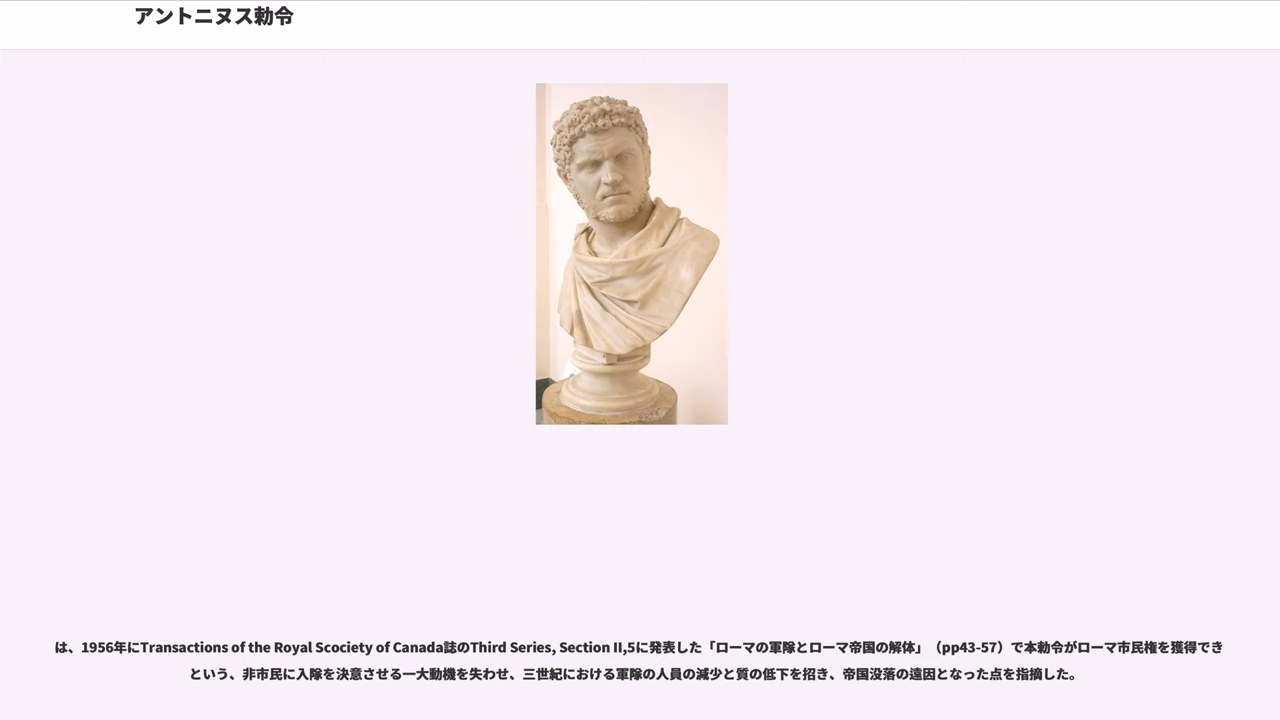 アントニヌス勅令
は、1956年にTransactions of the Royal Scociety of Canada誌のThird Series, Section II,5に発表した「ローマの軍隊とローマ帝国の解体」（pp43-57）で本勅令がローマ市民権を獲得でき
という、非市民に入隊を決意させる一大動機を失わせ、三世紀における軍隊の人員の減少と質の低下を招き、帝国没落の遠因となった点を指摘した。